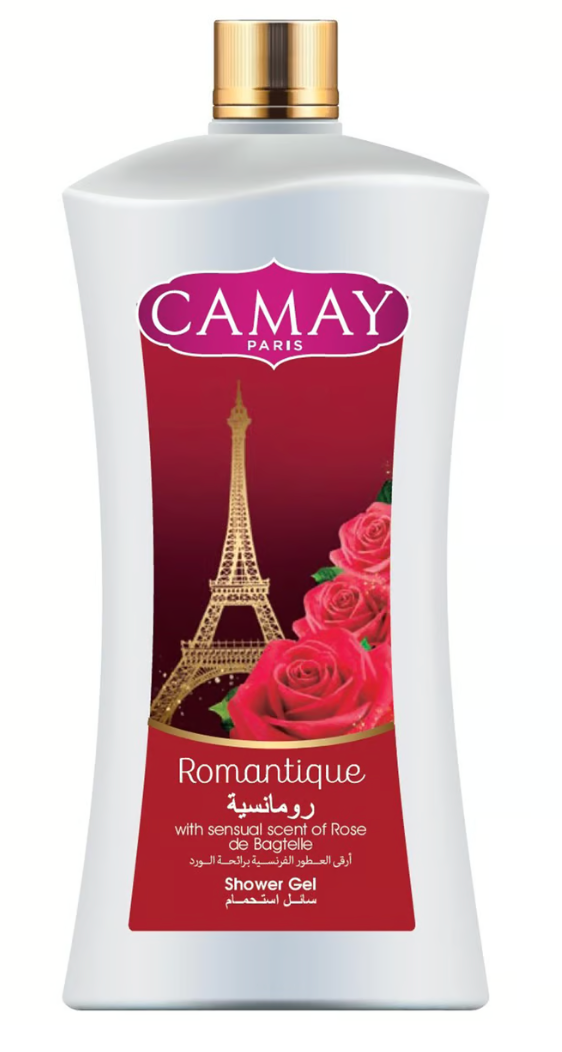 CAMAY
PARIS
Romantique
رومانسية
with sensual scent of Rose
de Bagtelle
أرقى العطور الفرنسية برائحة الورد
Shower Gel
سائل استحمام